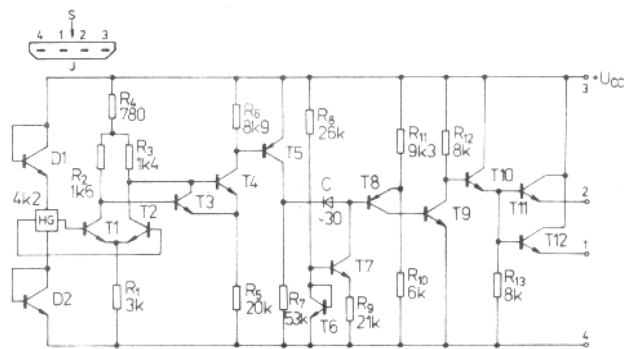 S
4 1 2 3
J
+UCC
3
R4
780
R6
8k9
R8
26k
R11
9k3
R12
8k
D1
R3
1k4
R2
1k6
T5
T4
T3
C
~30
T8
T10
T11
2
4k2
HG
T1
T2
T9
T12
1
T7
D2
R1
3k
R5
20k
R7
53k
T6
R9
21k
R10
6k
R13
8k
4